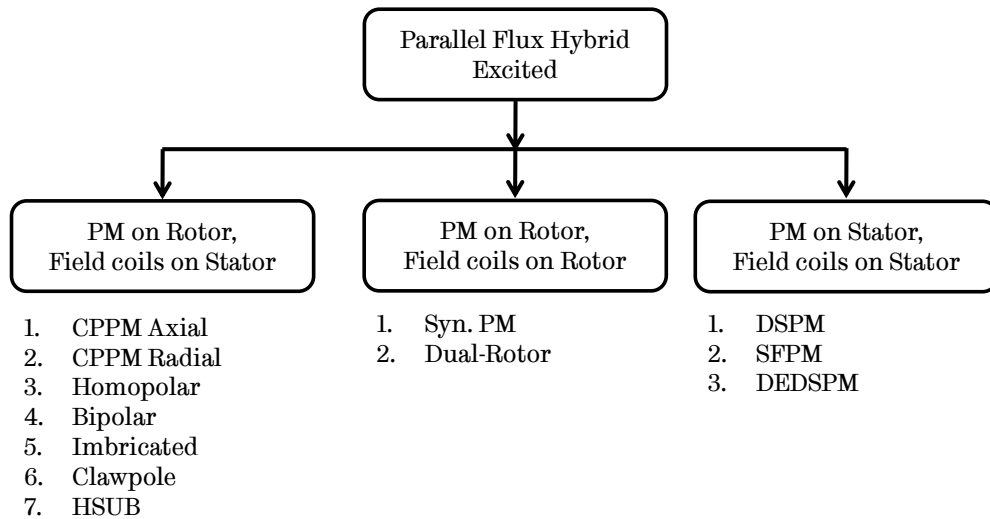 Parallel Flux Hybrid
Excited
PM on Rotor,
Field coils on Stator
1. CPPM Axial
2. CPPM Radial
3. Homopolar
4. Bipolar
5. Imbricated
6. Clawpole
7. HSUB
PM on Rotor,
Field coils on Rotor
1. Syn. PM
2. Dual-Rotor
PM on Stator,
Field coils on Stator
1. DSPM
2. SFPM
3. DEDSPM